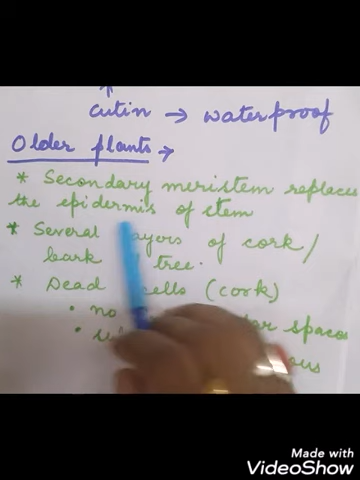 cutin → waterproof
Older plants →
* Secondary meristem replaces
the epidermis of stem
* Several layers of cork /
bark tree.
* Dead cells (cork)
• no spaces
•
Made with
VideoShow